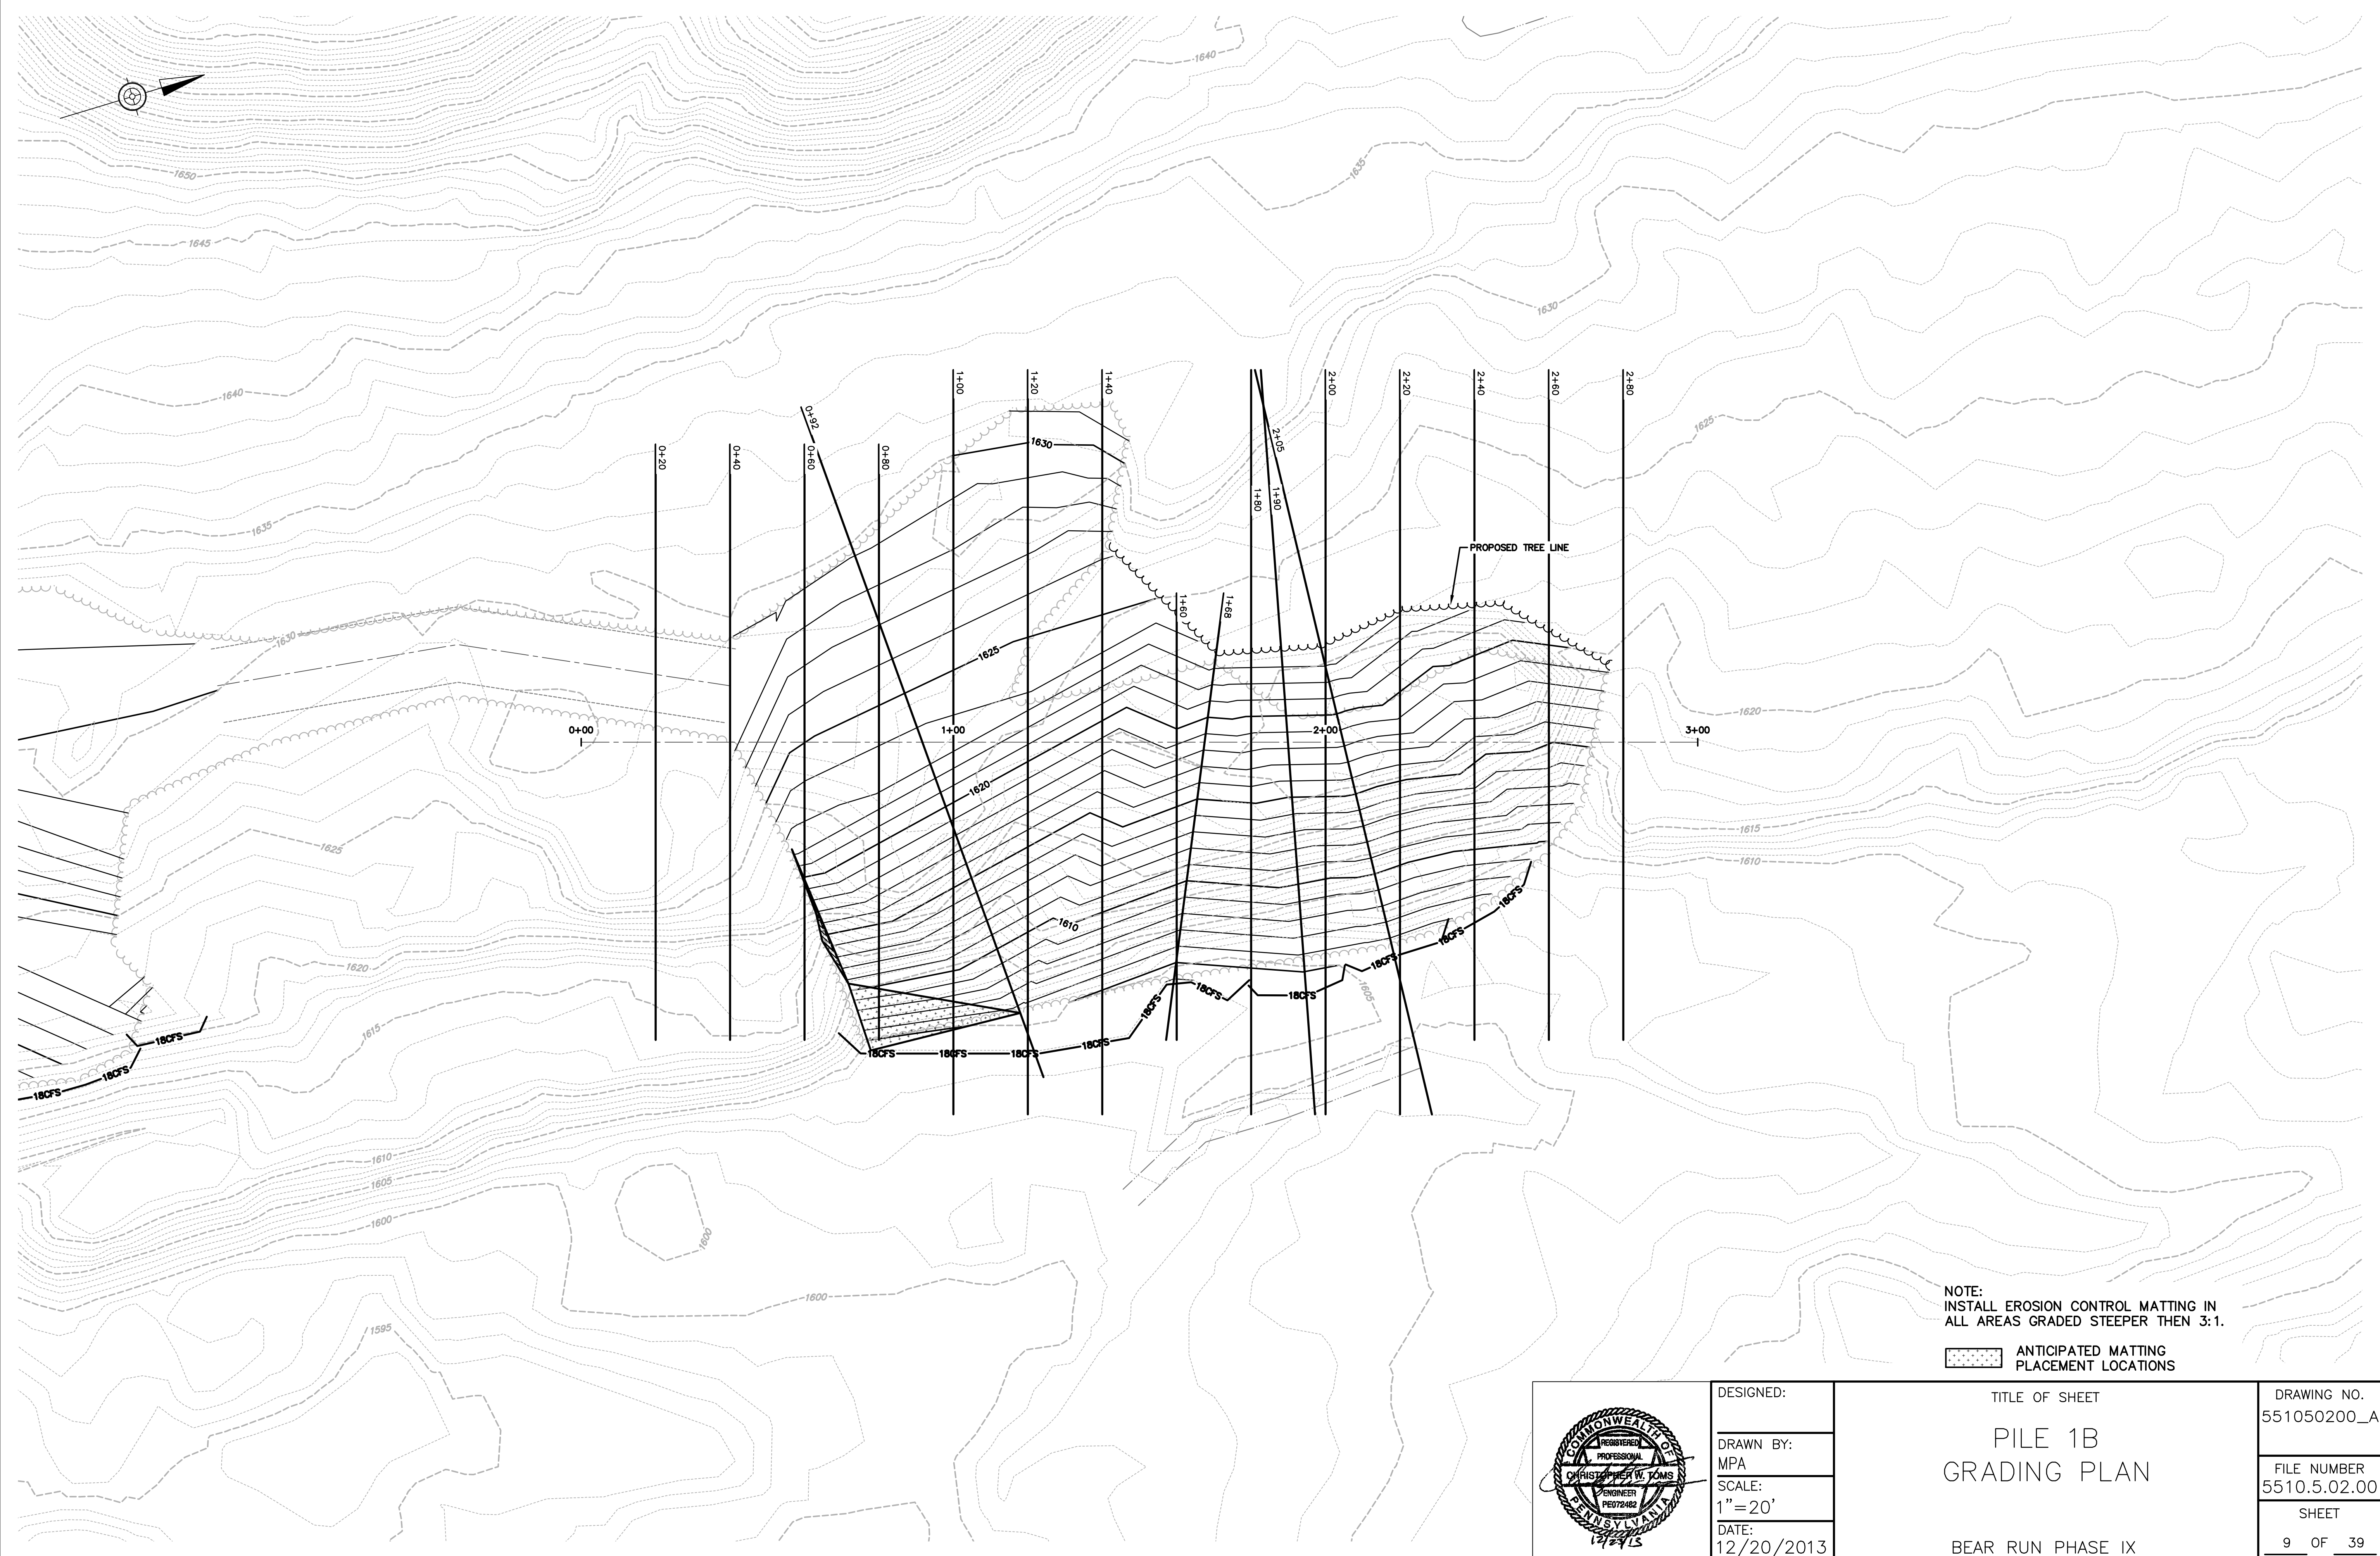 1640
1650
1635
1645
1630
1640
1+00
1+20
1+40
2+00
2+20
2+40
2+60
2+80
0+92
0+20
0+40
0+60
0+80
2+05
1+80
1+90
1630
1625
1635
PROPOSED TREE LINE
1+60
1+68
1630
1625
1620
0+00
1+00
2+00
3+00
1620
1625
1615
1610
1610
18CFS
18CFS
1620
18CFS
18CFS
18CFS
18CFS
1605
18CFS
1615
18CFS
18CFS
18CFS
18CFS
18CFS
18CFS
18CFS
1610
1605
1600
1600
1600
1595
NOTE:
INSTALL EROSION CONTROL MATTING IN
ALL AREAS GRADED STEEPER THEN 3:1.
ANTICIPATED MATTING
PLACEMENT LOCATIONS
COMMONWEALTH OF
REGISTERED
PROFESSIONAL
CHRISTOPHER W. TOMS
ENGINEER
PE072482
PENNSYLVANIA
12/23/13
DESIGNED:
DRAWN BY:
MPA
SCALE:
1"=20'
DATE:
12/20/2013
TITLE OF SHEET
PILE 1B
GRADING PLAN
BEAR RUN PHASE IX
DRAWING NO.
551050200_A
FILE NUMBER
5510.5.02.00
SHEET
9 OF 39